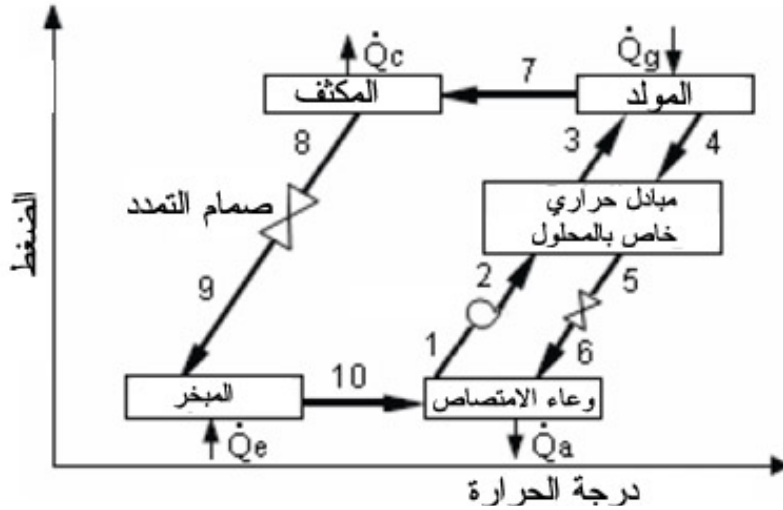 Q̇c
Q̇g
المكثف
7
المولد
8
3
4
صمام التمدد
مبادل حراري
خاص بالمحلول
الضغط
9
2
5
1
6
المبخر
10
وعاء الامتصاص
Q̇e
Q̇a
درجة الحرارة